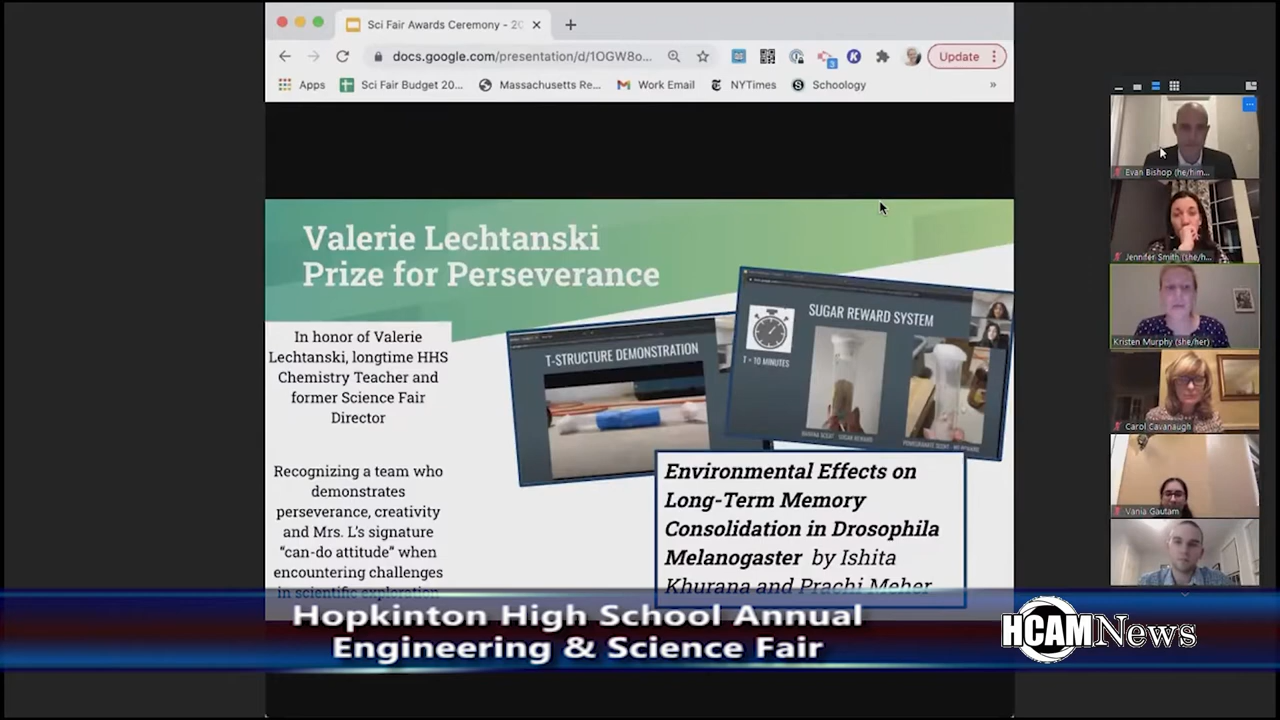 Sci Fair Awards Ceremony - 20
docs.google.com/presentation/d/1OGW8o...
Update
Apps
Sci Fair Budget 20...
Massachusetts Re...
Work Email
NYTimes
Schoology
»
Valerie Lechtanski
Prize for Perseverance
In honor of Valerie
Lechtanski, longtime HHS
Chemistry Teacher and
former Science Fair
Director
Recognizing a team who
demonstrates
perseverance, creativity
and Mrs. L's signature
"can-do attitude" when
encountering challenges
in scientific exploration
T-STRUCTURE DEMONSTRATION
SUGAR REWARD SYSTEM
T = 10 MINUTES
Environmental Effects on
Long-Term Memory
Consolidation in Drosophila
Melanogaster by Ishita
Khurana and Prachi Meher
Evan Bishop (he/him...
Jennifer Smith (she/h...
Kristen Murphy (she/her)
Carol Cavanaugh
Vania Gautam
Hopkinton High School Annual
Engineering & Science Fair
HCAM News